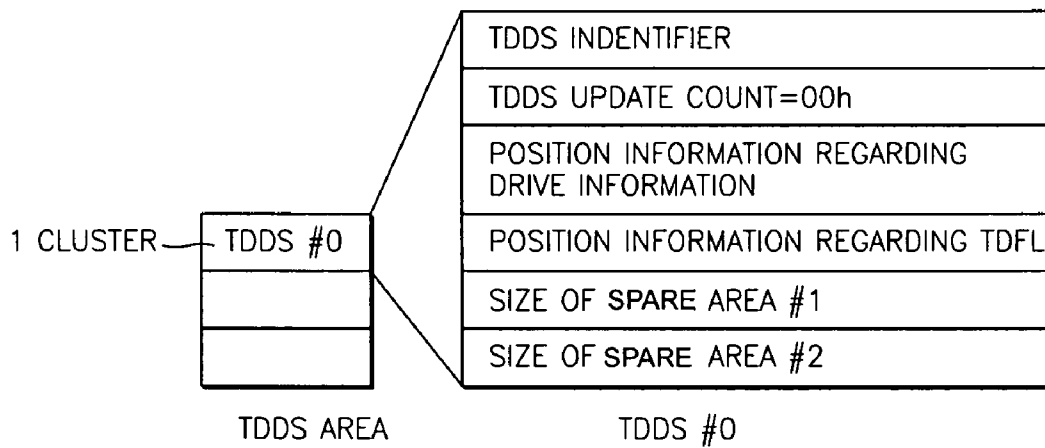 TDDS INDENTIFIER
TDDS UPDATE COUNT=00h
POSITION INFORMATION REGARDING
DRIVE INFORMATION
1 CLUSTER
TDDS #0
POSITION INFORMATION REGARDING TDFL
SIZE OF SPARE AREA #1
SIZE OF SPARE AREA #2
TDDS AREA
TDDS #0